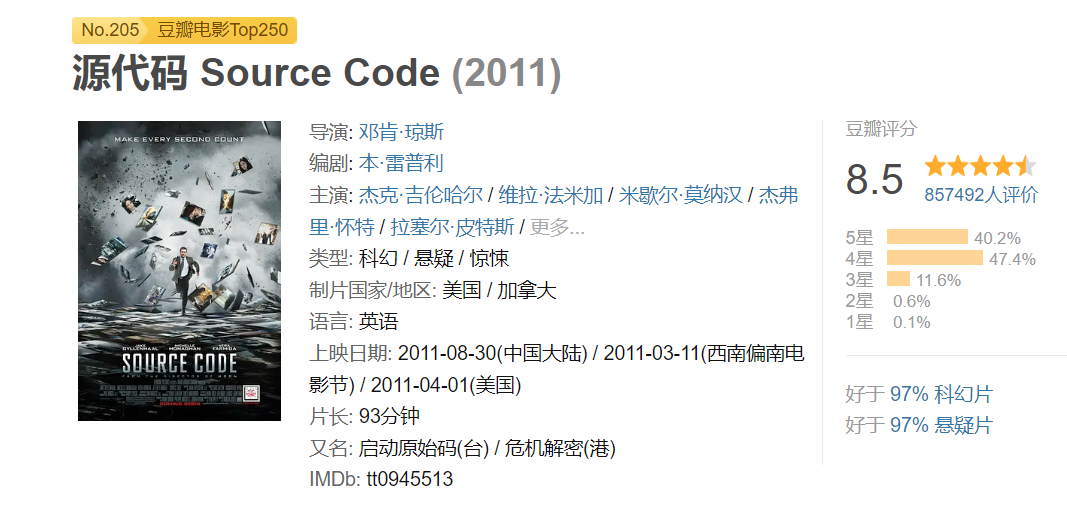 No.205 豆瓣电影Top250
源代码 Source Code (2011)
MAKE EVERY SECOND COUNT
GYLLENHAAL MONAGHAN FARMIGA
SOURCE CODE
导演: 邓肯·琼斯
编剧: 本·雷普利
主演: 杰克·吉伦哈尔 / 维拉·法米加 / 米歇尔·莫纳汉 / 杰弗
里·怀特 / 拉塞尔·皮特斯 / 更多...
类型: 科幻 / 悬疑 / 惊悚
制片国家/地区: 美国 / 加拿大
语言: 英语
上映日期: 2011-08-30(中国大陆) / 2011-03-11(西南偏南电
影节) / 2011-04-01(美国)
片长: 93分钟
又名: 启动原始码(台) / 危机解密(港)
IMDb: tt0945513
豆瓣评分
8.5
857492人评价
5星 40.2%
4星 47.4%
3星 11.6%
2星 0.6%
1星 0.1%
好于 97% 科幻片
好于 97% 悬疑片